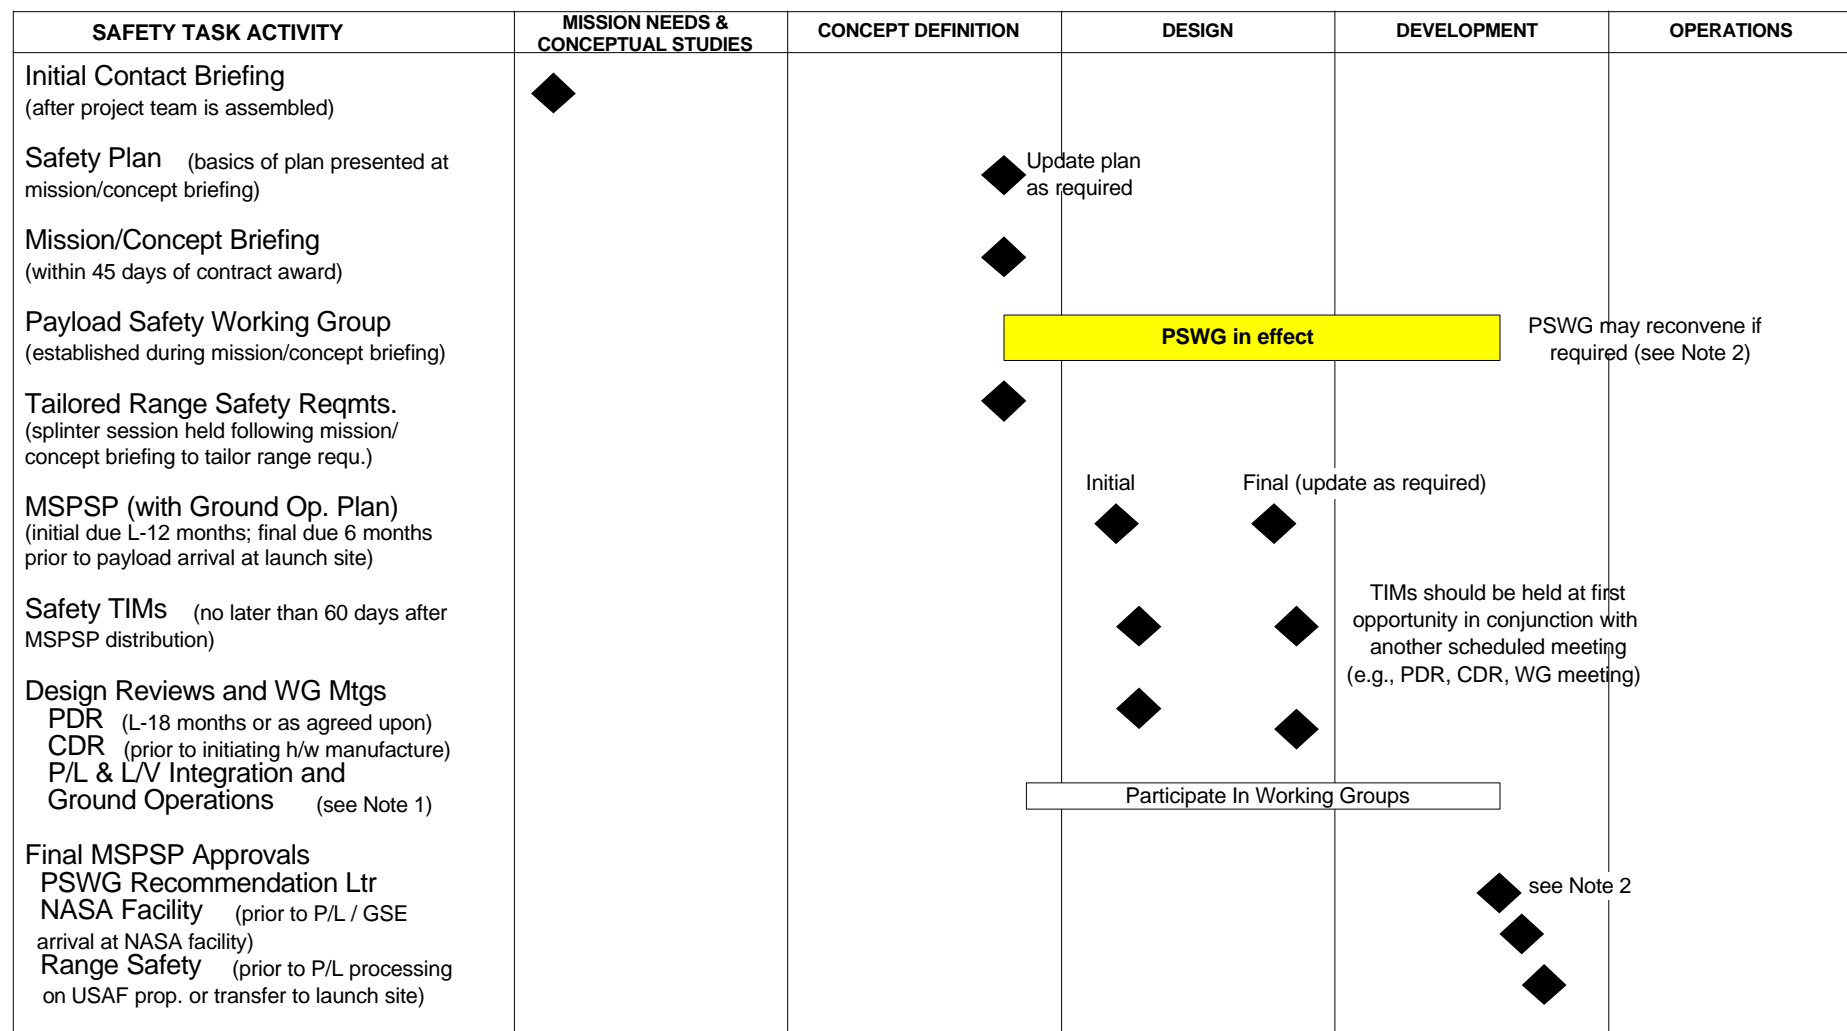 SAFETY TASK ACTIVITY
MISSION NEEDS &
CONCEPTUAL STUDIES
CONCEPT DEFINITION
DESIGN
DEVELOPMENT
OPERATIONS
Initial Contact Briefing
(after project team is assembled)
Safety Plan (basics of plan presented at
mission/concept briefing)
Update plan
as required
Mission/Concept Briefing
(within 45 days of contract award)
Payload Safety Working Group
(established during mission/concept briefing)
PSWG in effect
PSWG may reconvene if
required (see Note 2)
Tailored Range Safety Reqmts.
(splinter session held following mission/
concept briefing to tailor range requ.)
MSPSP (with Ground Op. Plan)
(initial due L-12 months; final due 6 months
prior to payload arrival at launch site)
Initial
Final (update as required)
Safety TIMs (no later than 60 days after
MSPSP distribution)
TIMs should be held at first
opportunity in conjunction with
another scheduled meeting
(e.g., PDR, CDR, WG meeting)
Design Reviews and WG Mtgs
PDR (L-18 months or as agreed upon)
CDR (prior to initiating h/w manufacture)
P/L & L/V Integration and
Ground Operations (see Note 1)
Participate In Working Groups
Final MSPSP Approvals
PSWG Recommendation Ltr
see Note 2
NASA Facility (prior to P/L / GSE
arrival at NASA facility)
Range Safety (prior to P/L processing
on USAF prop. or transfer to launch site)